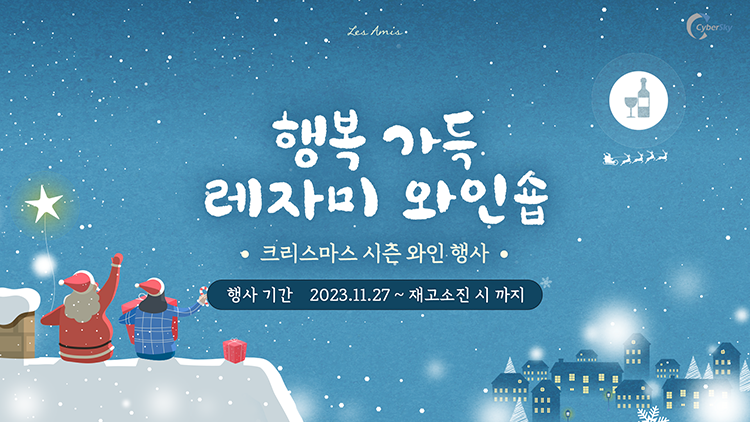 Les Amis
CyberSky
행복 가득
레자미 와인숍
• 크리스마스 시즌 와인 행사 •
행사 기간 2023.11.27 ~ 재고소진 시 까지